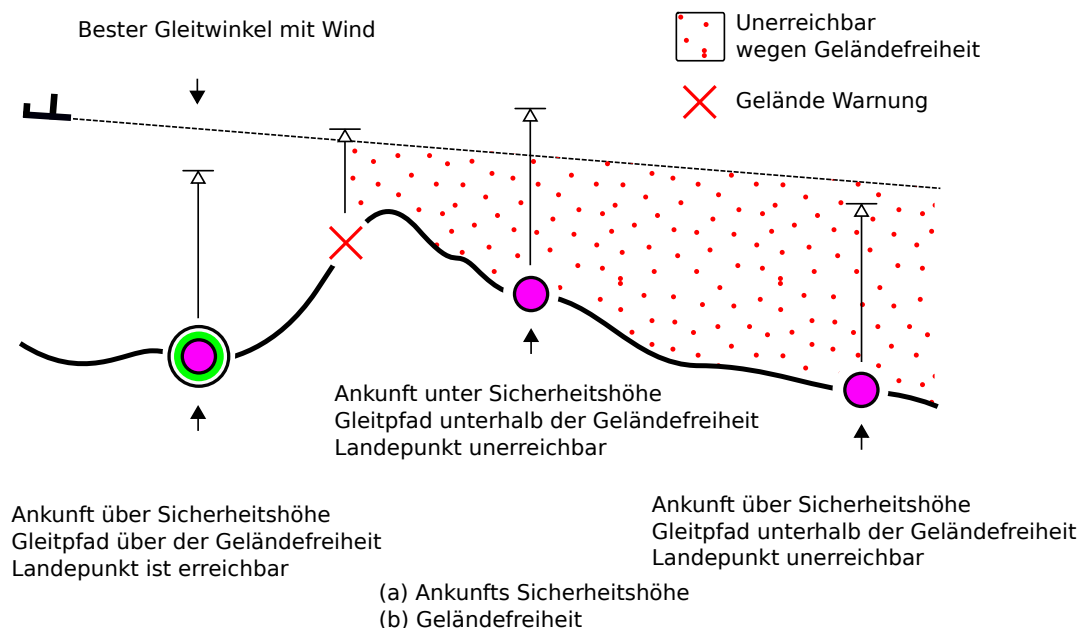 Bester Gleitwinkel mit Wind
Unerreichbar
wegen Geländefreiheit
Gelände Warnung
Ankunft unter Sicherheitshöhe
Gleitpfad unterhalb der Geländefreiheit
Landepunkt unerreichbar
Ankunft über Sicherheitshöhe
Gleitpfad über der Geländefreiheit
Landepunkt ist erreichbar
Ankunft über Sicherheitshöhe
Gleitpfad unterhalb der Geländefreiheit
Landepunkt unerreichbar
(a) Ankunfts Sicherheitshöhe
(b) Geländefreiheit